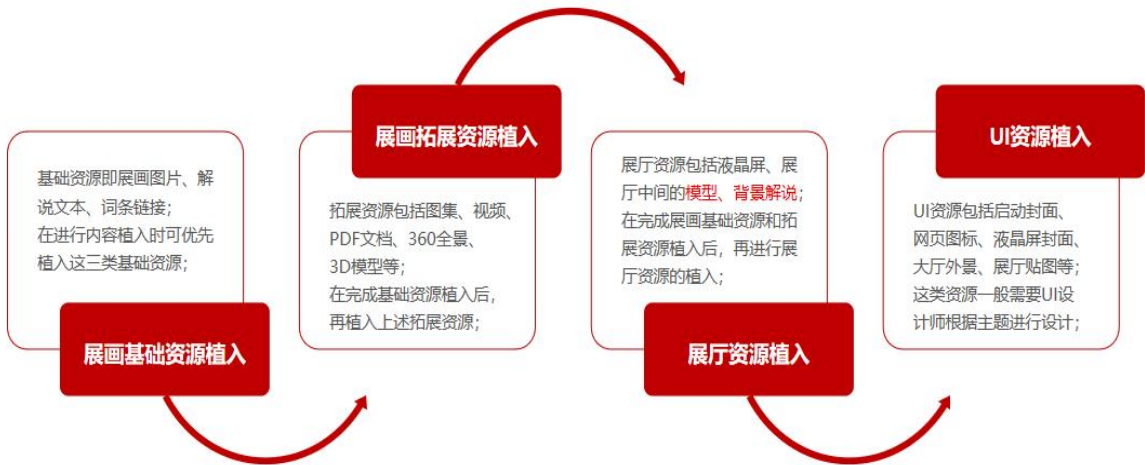 基础资源即展画图片、解
说文本、词条链接；
在进行内容植入时可优先
植入这三类基础资源；
展画基础资源植入
展画拓展资源植入
拓展资源包括图集、视频、
PDF文档、360全景、
3D模型等；
在完成基础资源植入后，
再植入上述拓展资源；
展厅资源包括液晶屏、展
厅中间的模型、背景解说；
在完成展画基础资源和拓
展资源植入后，再进行展
厅资源的植入；
展厅资源植入
UI资源植入
UI资源包括启动封面、
网页图标、液晶屏封面、
大厅外景、展厅贴图等；
这类资源一般需要UI设
计师根据主题进行设计；